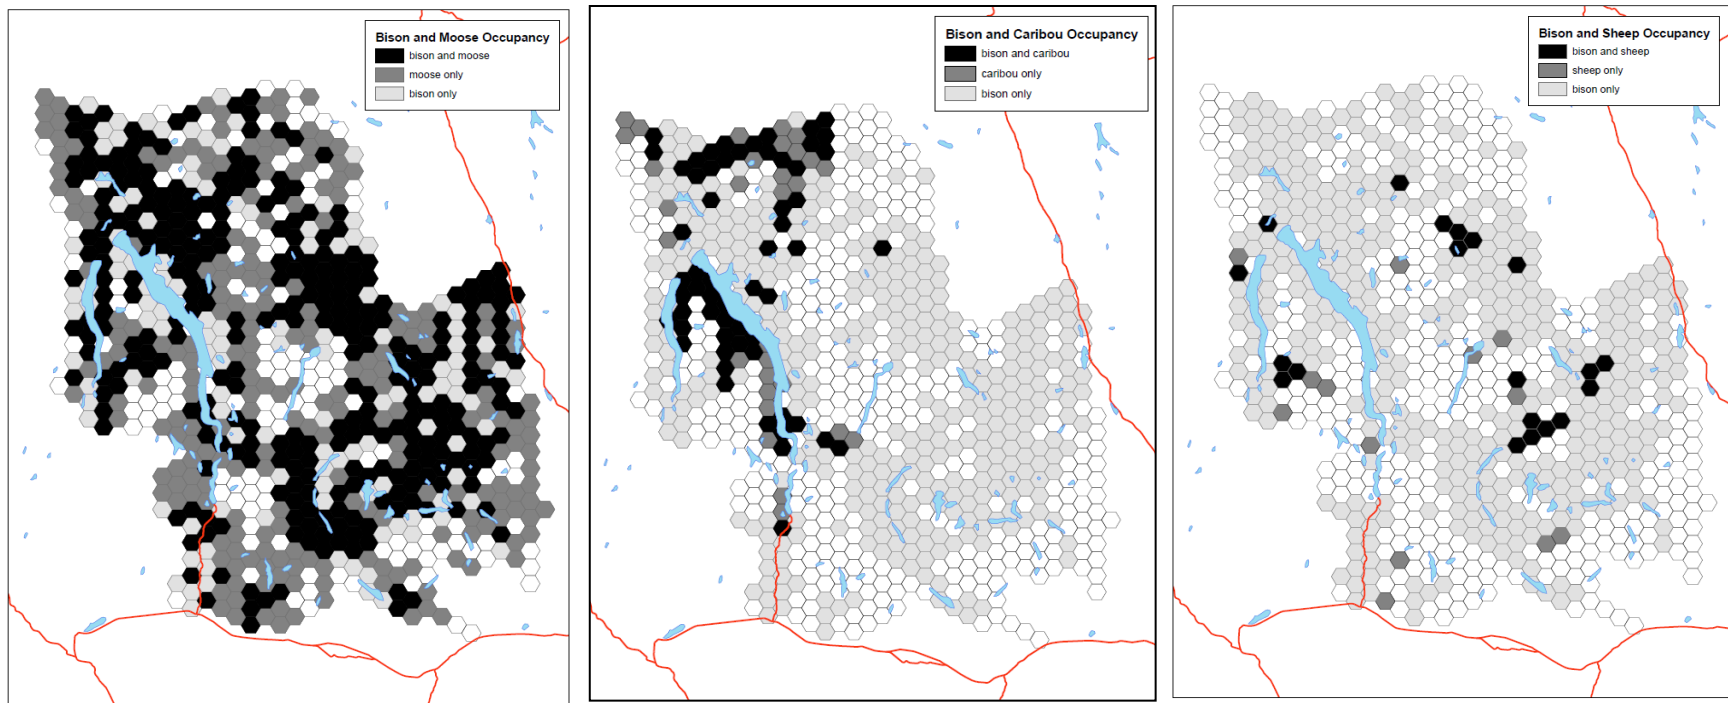 Bison and Moose Occupancy
bison and moose
moose only
bison only
Bison and Caribou Occupancy
bison and caribou
caribou only
bison only
Bison and Sheep Occupancy
bison and sheep
sheep only
bison only